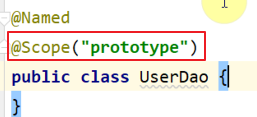 @Named
@Scope("prototype")
public class UserDao {
}